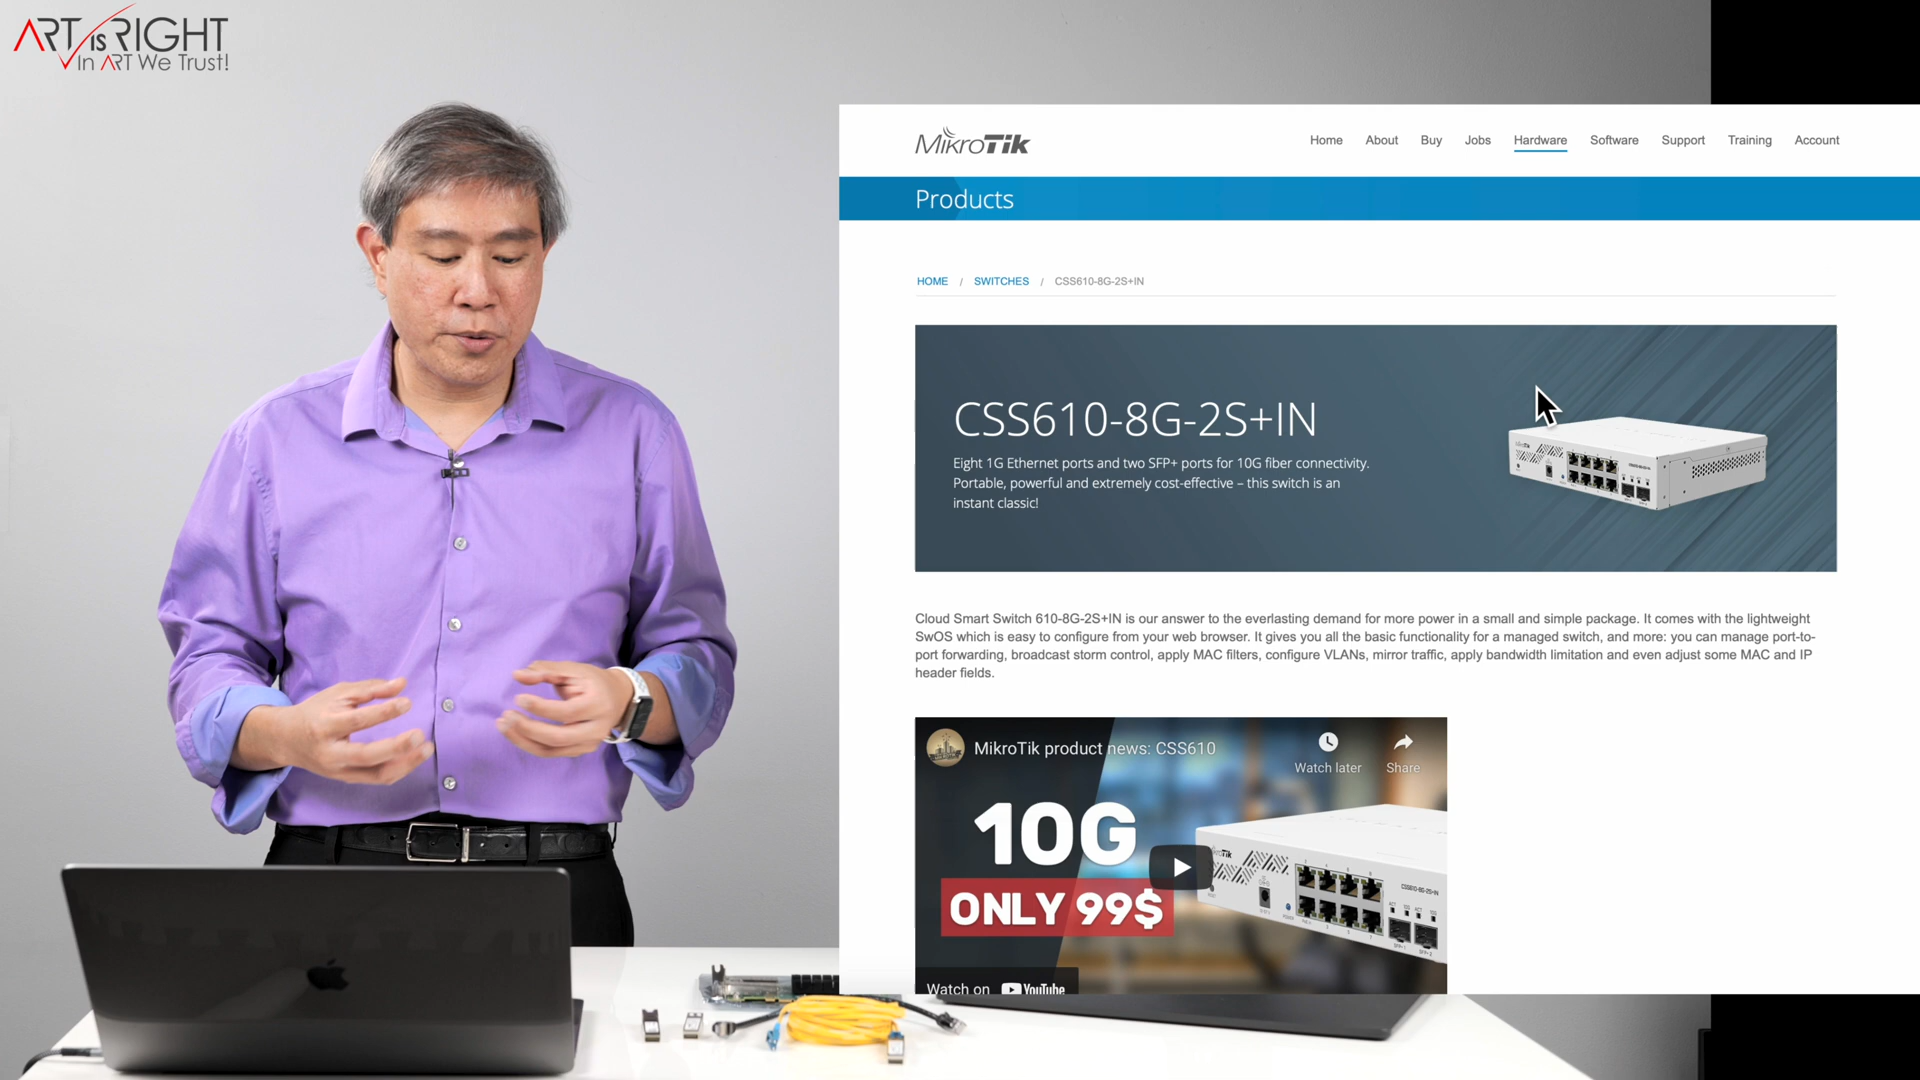 ART is RIGHT
In ART We Trust!
MikroTik
Home About Buy Jobs Hardware Software Support Training Account
Products
HOME / SWITCHES / CSS610-8G-2S+IN
CSS610-8G-2S+IN
Eight 1G Ethernet ports and two SFP+ ports for 10G fiber connectivity.
Portable, powerful and extremely cost-effective – this switch is an
instant classic!
Cloud Smart Switch 610-8G-2S+IN is our answer to the everlasting demand for more power in a small and simple package. It comes with the lightweight
SwOS which is easy to configure from your web browser. It gives you all the basic functionality for a managed switch, and more: you can manage port-to-
port forwarding, broadcast storm control, apply MAC filters, configure VLANs, mirror traffic, apply bandwidth limitation and even adjust some MAC and IP
header fields.
MikroTik product news: CSS610
Watch later
Share
10G
ONLY 99$
CSS610-8G-2S+IN
Watch on YouTube